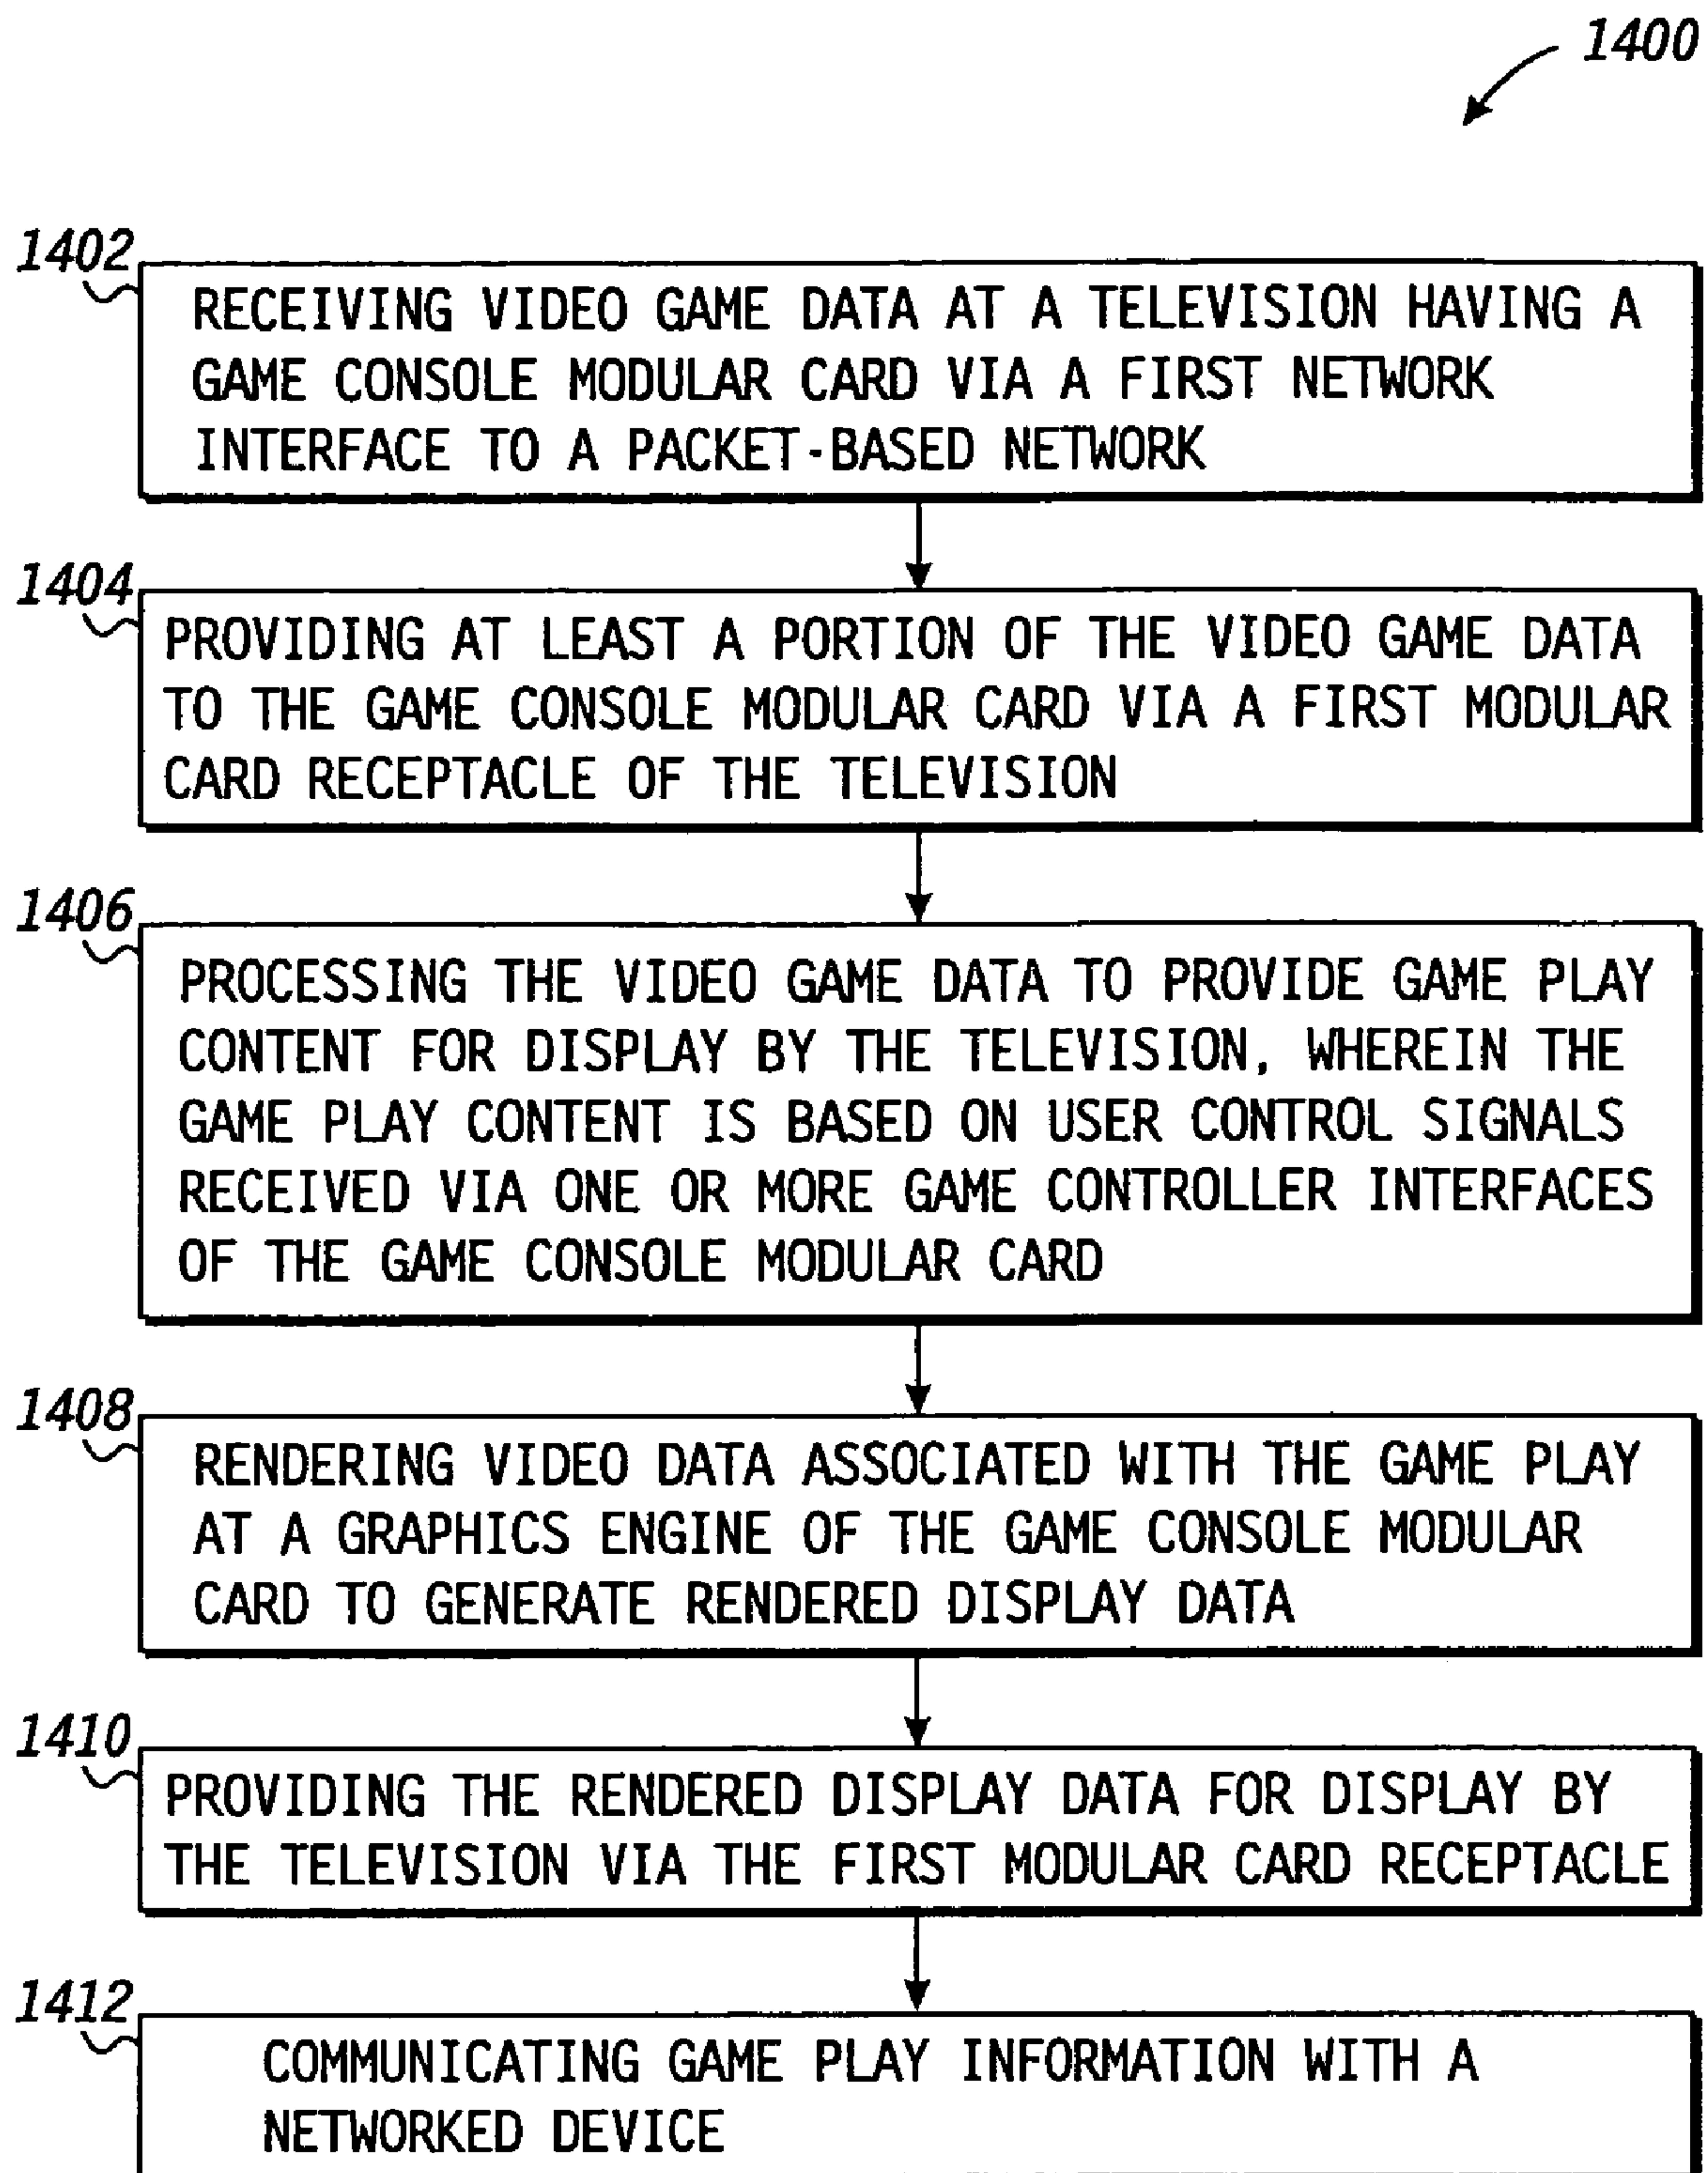 1400
1402
RECEIVING VIDEO GAME DATA AT A TELEVISION HAVING A
GAME CONSOLE MODULAR CARD VIA A FIRST NETWORK
INTERFACE TO A PACKET-BASED NETWORK
1404
PROVIDING AT LEAST A PORTION OF THE VIDEO GAME DATA
TO THE GAME CONSOLE MODULAR CARD VIA A FIRST MODULAR
CARD RECEPTACLE OF THE TELEVISION
1406
PROCESSING THE VIDEO GAME DATA TO PROVIDE GAME PLAY
CONTENT FOR DISPLAY BY THE TELEVISION, WHEREIN THE
GAME PLAY CONTENT IS BASED ON USER CONTROL SIGNALS
RECEIVED VIA ONE OR MORE GAME CONTROLLER INTERFACES
OF THE GAME CONSOLE MODULAR CARD
1408
RENDERING VIDEO DATA ASSOCIATED WITH THE GAME PLAY
AT A GRAPHICS ENGINE OF THE GAME CONSOLE MODULAR
CARD TO GENERATE RENDERED DISPLAY DATA
1410
PROVIDING THE RENDERED DISPLAY DATA FOR DISPLAY BY
THE TELEVISION VIA THE FIRST MODULAR CARD RECEPTACLE
1412
COMMUNICATING GAME PLAY INFORMATION WITH A
NETWORKED DEVICE